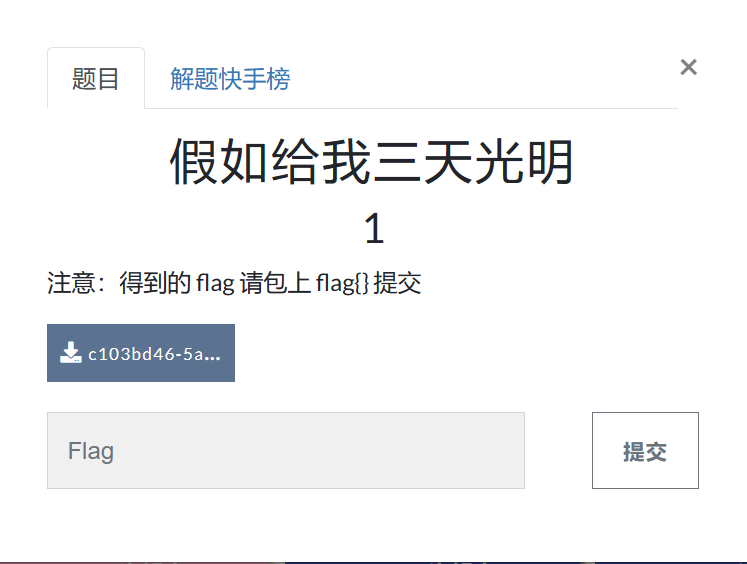 题目 解题快手榜 ×
假如给我三天光明
1
注意：得到的 flag 请包上 flag{} 提交
c103bd46-5a...
Flag 提交